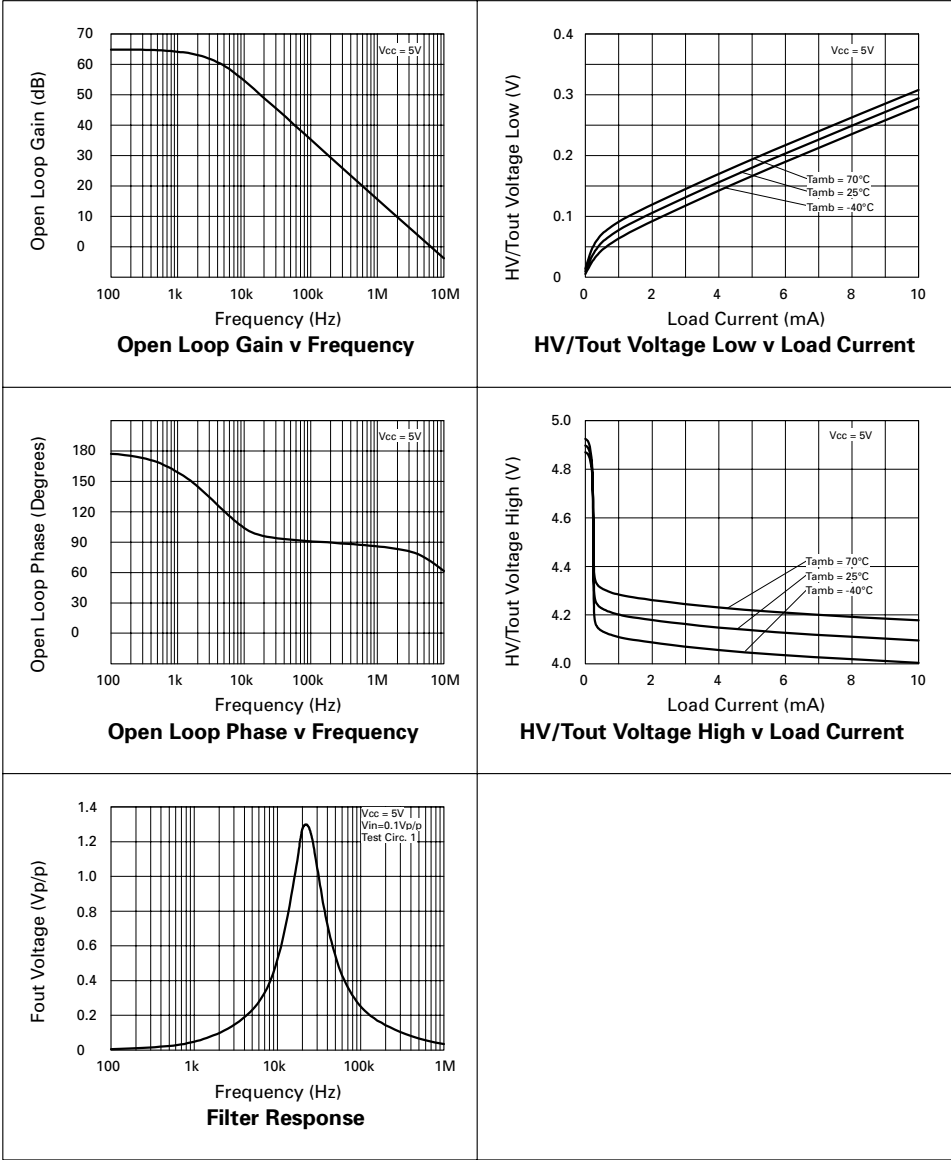 Open Loop Gain (dB)
70
60
50
40
30
20
10
0
Vcc = 5V
100 1k 10k 100k 1M 10M
Frequency (Hz)
Open Loop Gain v Frequency
HV/Tout Voltage Low (V)
0.4
0.3
0.2
0.1
0
Vcc = 5V
Tamb = 70°C
Tamb = 25°C
Tamb = -40°C
0 2 4 6 8 10
Load Current (mA)
HV/Tout Voltage Low v Load Current
Open Loop Phase (Degrees)
180
150
120
90
60
30
0
Vcc = 5V
100 1k 10k 100k 1M 10M
Frequency (Hz)
Open Loop Phase v Frequency
HV/Tout Voltage High (V)
5.0
4.8
4.6
4.4
4.2
4.0
Vcc = 5V
Tamb = 70°C
Tamb = 25°C
Tamb = -40°C
0 2 4 6 8 10
Load Current (mA)
HV/Tout Voltage High v Load Current
Fout Voltage (Vp/p)
1.4
1.2
1.0
0.8
0.6
0.4
0.2
0
Vcc = 5V
Vin=0.1Vp/p
Test Circ. 1
100 1k 10k 100k 1M
Frequency (Hz)
Filter Response